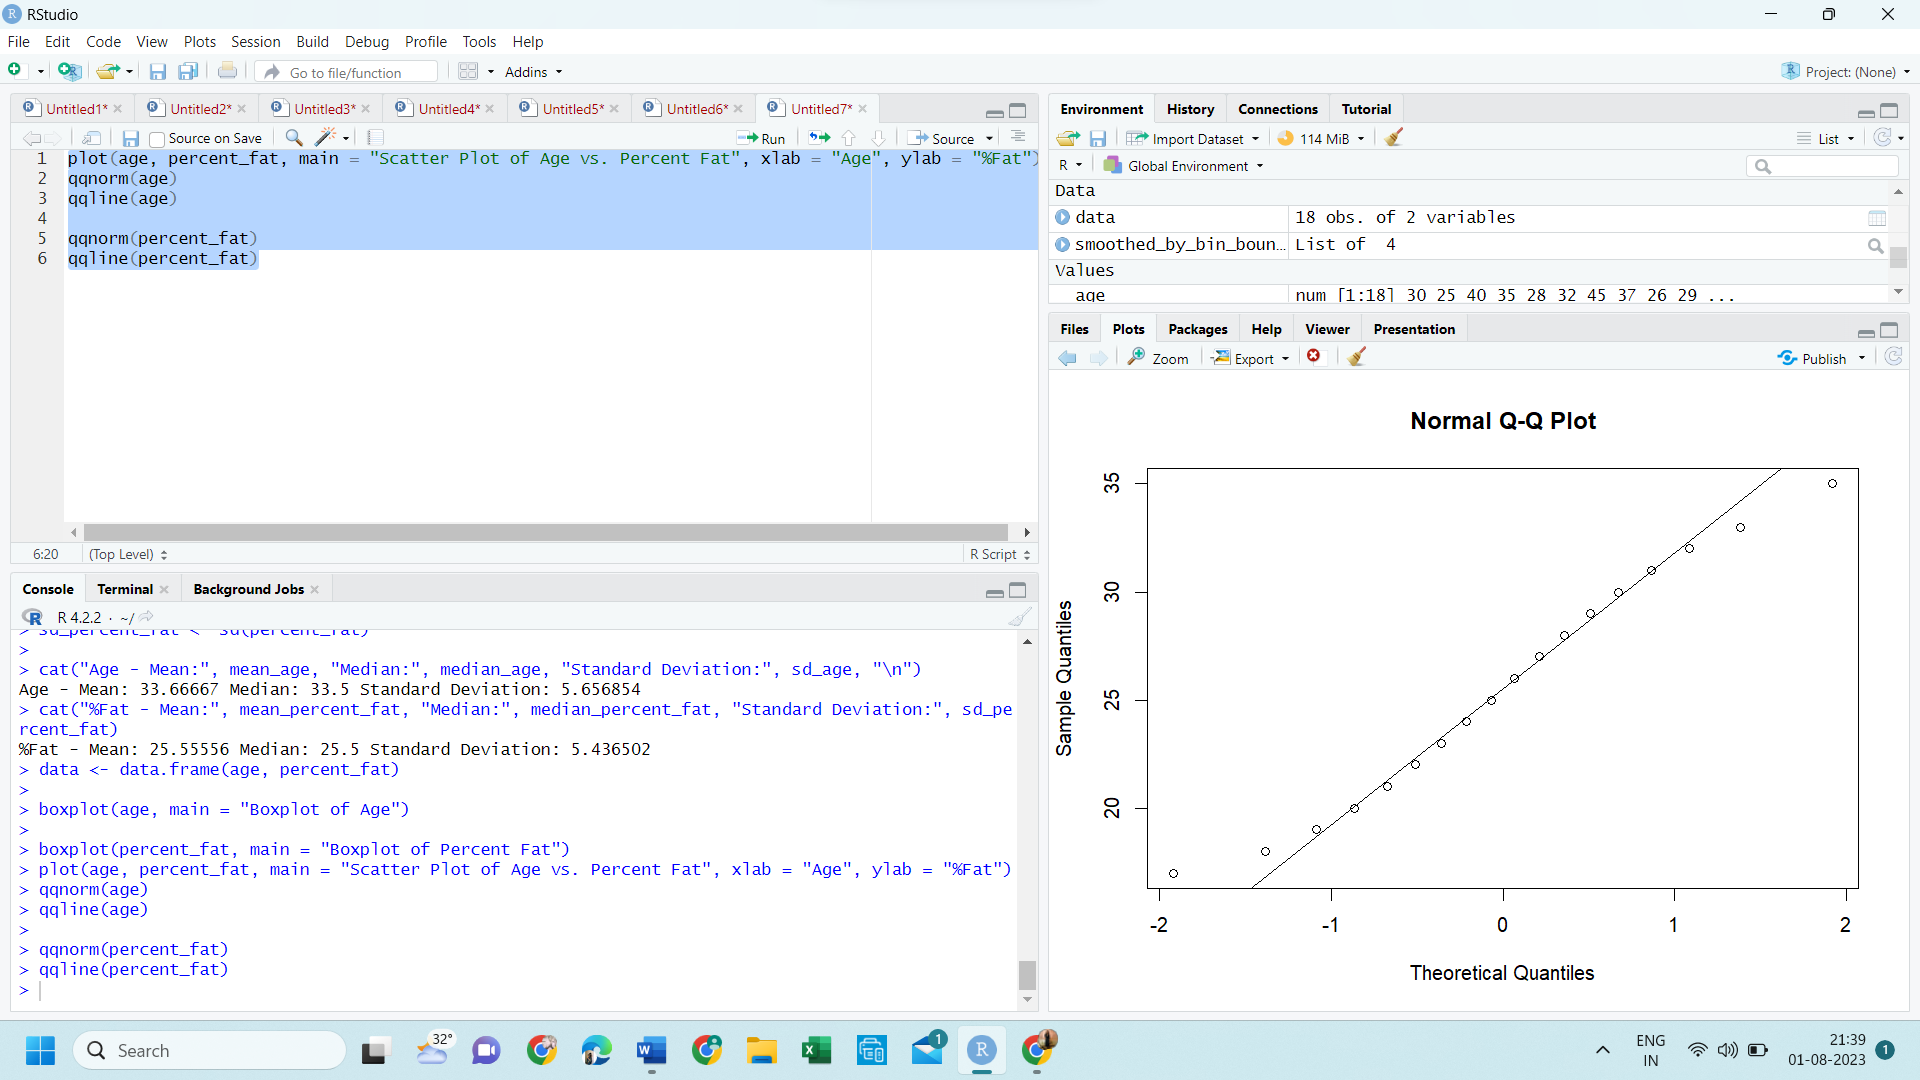 RStudio
File Edit Code View Plots Session Build Debug Profile Tools Help
Go to file/function Addins Project: (None)
Untitled1* Untitled2* Untitled3* Untitled4* Untitled5* Untitled6* Untitled7*
Source on Save Run Source
1 plot(age, percent_fat, main = "Scatter Plot of Age vs. Percent Fat", xlab = "Age", ylab = "%Fat")
2 qqnorm(age)
3 qqline(age)
4
5 qqnorm(percent_fat)
6 qqline(percent_fat)
6:20 (Top Level) R Script
Console Terminal Background Jobs
R 4.2.2 · ~/
> sd_percent_fat <- sd(percent_fat)
>
> cat("Age - Mean:", mean_age, "Median:", median_age, "Standard Deviation:", sd_age, "\n")
Age - Mean: 33.66667 Median: 33.5 Standard Deviation: 5.656854
> cat("%Fat - Mean:", mean_percent_fat, "Median:", median_percent_fat, "Standard Deviation:", sd_pe
rcent_fat)
%Fat - Mean: 25.55556 Median: 25.5 Standard Deviation: 5.436502
> data <- data.frame(age, percent_fat)
>
> boxplot(age, main = "Boxplot of Age")
>
> boxplot(percent_fat, main = "Boxplot of Percent Fat")
> plot(age, percent_fat, main = "Scatter Plot of Age vs. Percent Fat", xlab = "Age", ylab = "%Fat")
> qqnorm(age)
> qqline(age)
>
> qqnorm(percent_fat)
> qqline(percent_fat)
>
Environment History Connections Tutorial
Import Dataset 114 MiB List
R Global Environment
Data
data 18 obs. of 2 variables
smoothed_by_bin_boun... List of 4
Values
age num [1:18] 30 25 40 35 28 32 45 37 26 29 ...
Files Plots Packages Help Viewer Presentation
Zoom Export Publish
Normal Q-Q Plot
35
30
25
20
Sample Quantiles
-2 -1 0 1 2
Theoretical Quantiles
Search 32° 1 ENG 21:39
IN 01-08-2023 1